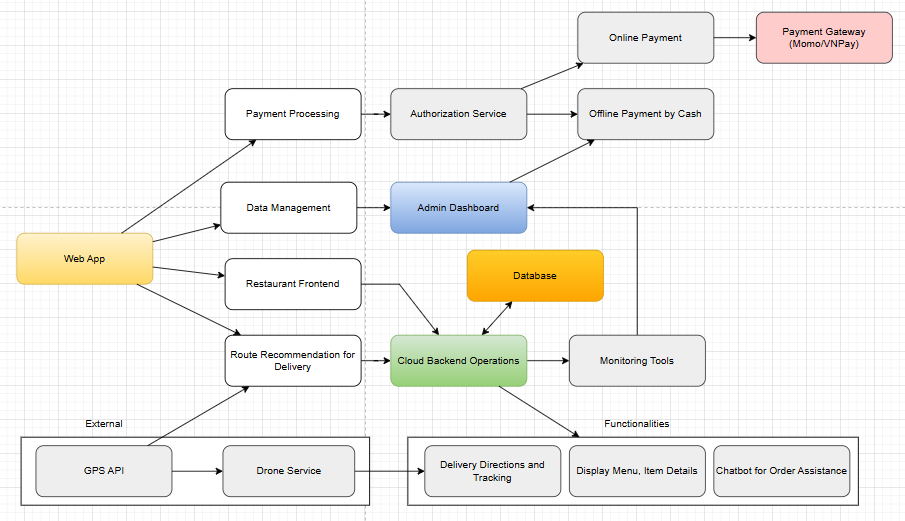 Online Payment
Payment Gateway
(Momo/VNPay)
Payment Processing
Authorization Service
Offline Payment by Cash
Data Management
Admin Dashboard
Web App
Restaurant Frontend
Database
Route Recommendation for
Delivery
Cloud Backend Operations
Monitoring Tools
External
Functionalities
GPS API
Drone Service
Delivery Directions and
Tracking
Display Menu, Item Details
Chatbot for Order Assistance